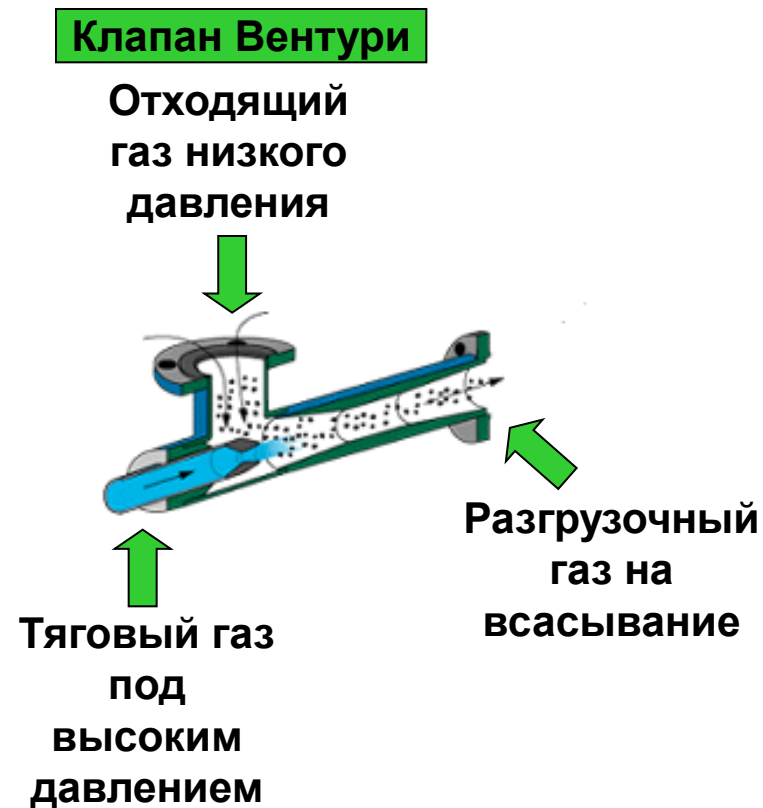 Клапан Вентури
Отходящий
газ низкого
давления
Разгрузочный
газ на
всасывание
Тяговый газ
под
высоким
давлением